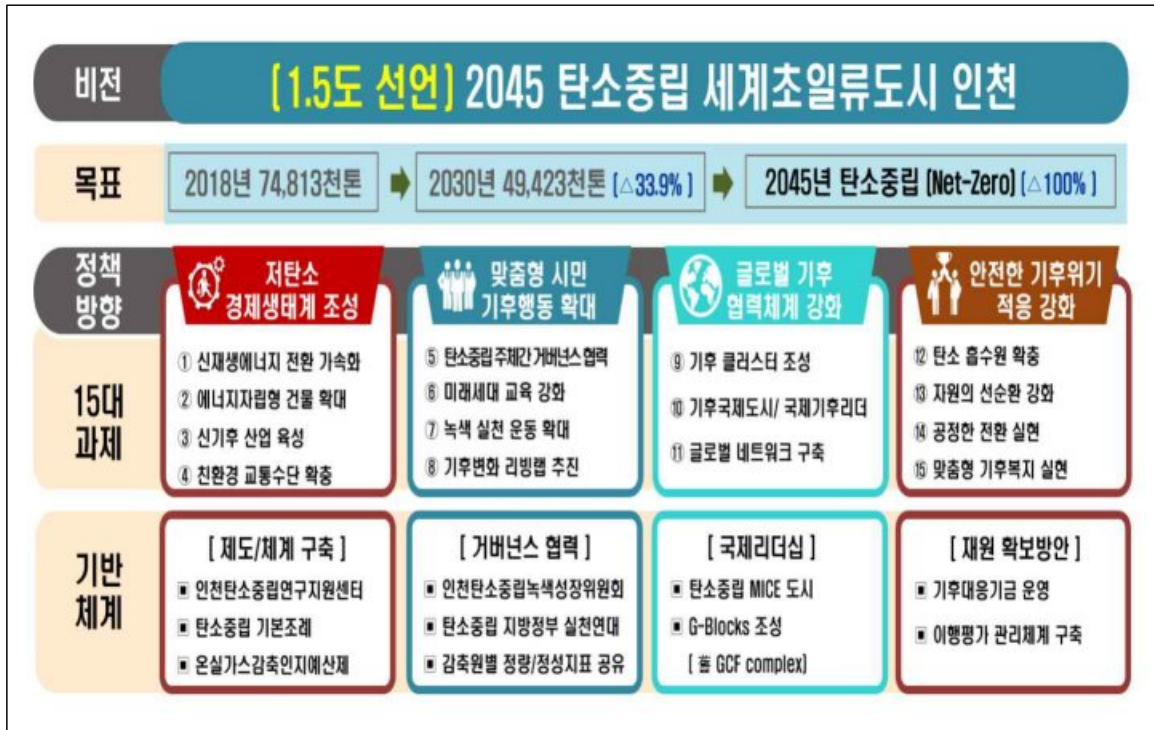 비전
[1.5도 선언] 2045 탄소중립 세계초일류도시 인천
목표
2018년 74,813천톤
2030년 49,423천톤 (△33.9%)
2045년 탄소중립 (Net-Zero) (△100%)
정책
방향
저탄소
경제생태계 조성
맞춤형 시민
기후행동 확대
글로벌 기후
협력체계 강화
안전한 기후위기
적응 강화
15대
과제
① 신재생에너지 전환 가속화
② 에너지자립형 건물 확대
③ 신기후 산업 육성
④ 친환경 교통수단 확충
⑤ 탄소중립 주체간 거버넌스 협력
⑥ 미래세대 교육 강화
⑦ 녹색 실천 운동 확대
⑧ 기후변화 리빙랩 추진
⑨ 기후 클러스터 조성
⑩ 기후국제도시/ 국제기후리더
⑪ 글로벌 네트워크 구축
⑫ 탄소 흡수원 확충
⑬ 자원의 선순환 강화
⑭ 공정한 전환 실현
⑮ 맞춤형 기후복지 실현
기반
체계
[ 제도/체계 구축 ]
▣ 인천탄소중립연구지원센터
▣ 탄소중립 기본조례
▣ 온실가스감축인지예산제
[ 거버넌스 협력 ]
▣ 인천탄소중립녹색성장위원회
▣ 탄소중립 지방정부 실천연대
▣ 감축원별 정량/정성지표 공유
[ 국제리더십 ]
▣ 탄소중립 MICE 도시
▣ G-Blocks 조성
[ 舊 GCF complex]
[ 재원 확보방안 ]
▣ 기후대응기금 운영
▣ 이행평가 관리체계 구축